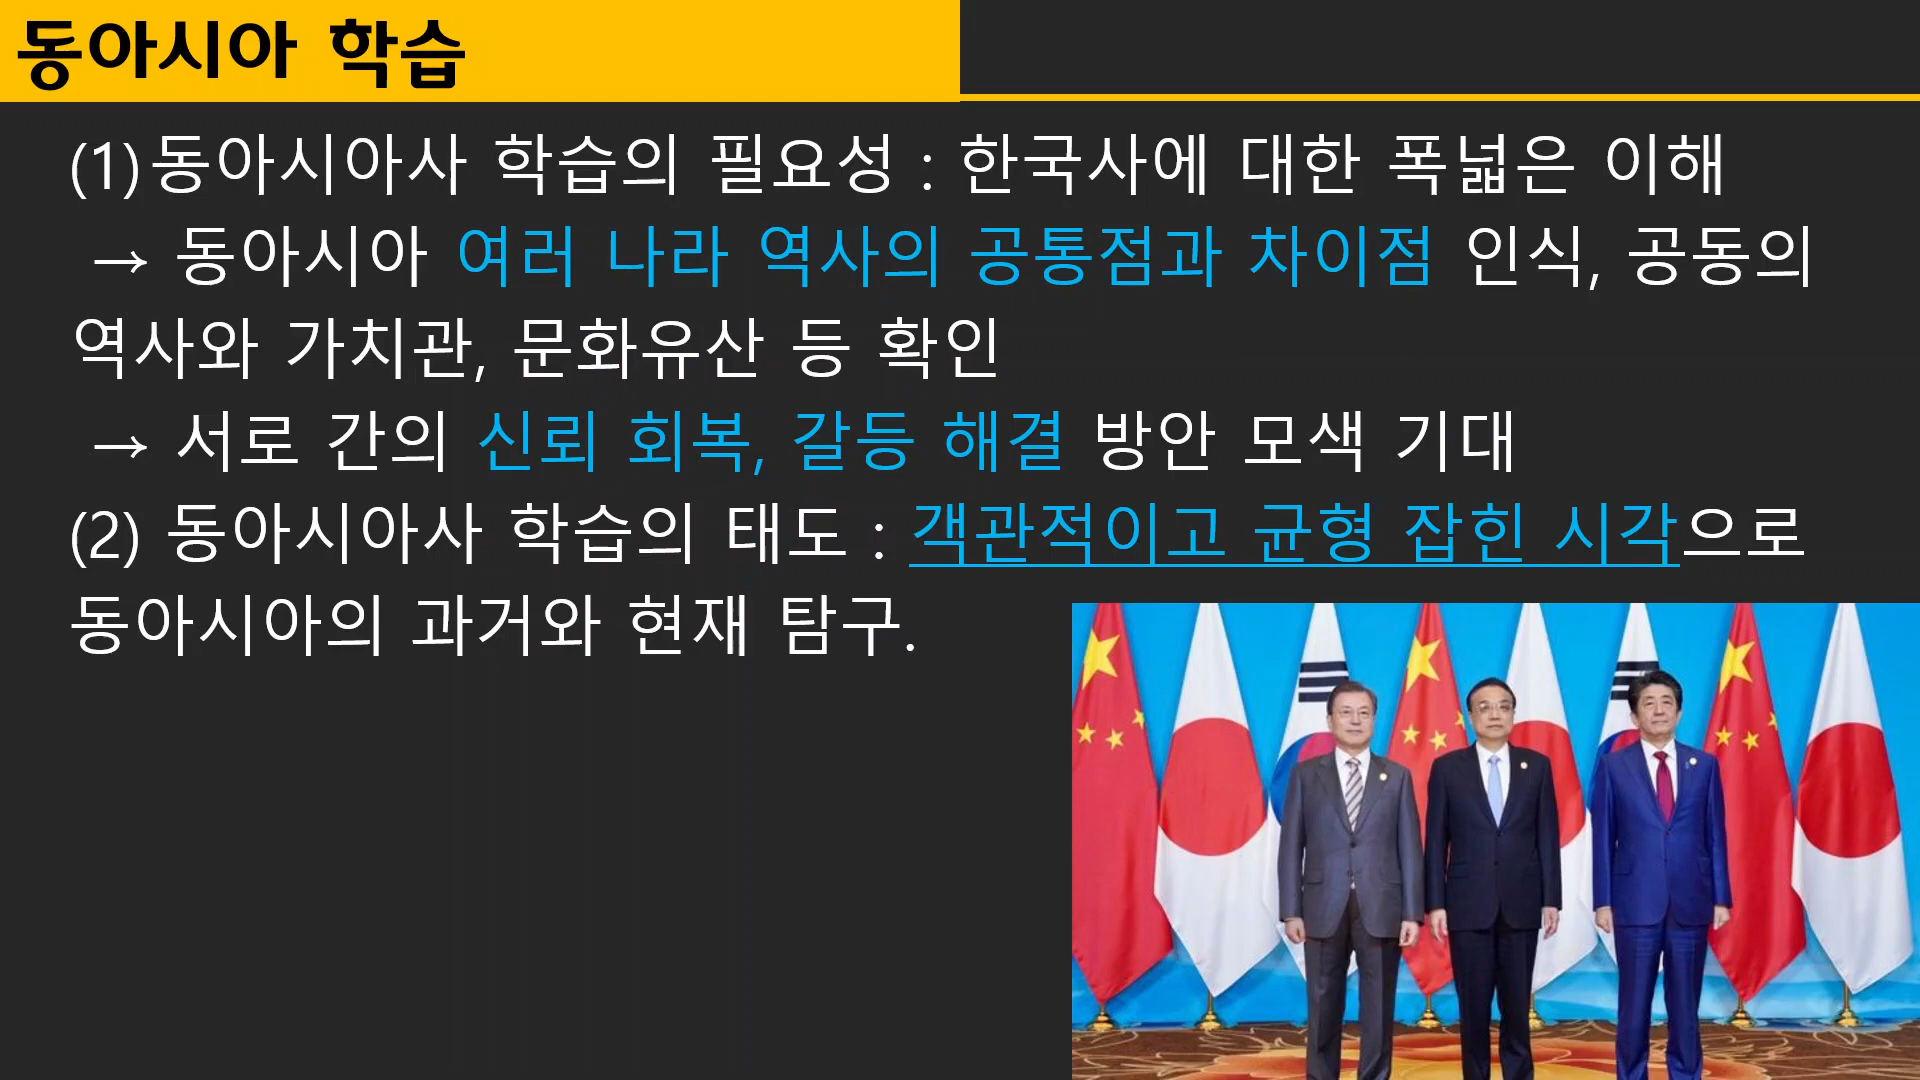 동아시아 학습
(1)동아시아사 학습의 필요성 : 한국사에 대한 폭넓은 이해
→ 동아시아 여러 나라 역사의 공통점과 차이점 인식, 공동의
역사와 가치관, 문화유산 등 확인
→ 서로 간의 신뢰 회복, 갈등 해결 방안 모색 기대
(2) 동아시아사 학습의 태도 : 객관적이고 균형 잡힌 시각으로
동아시아의 과거와 현재 탐구.